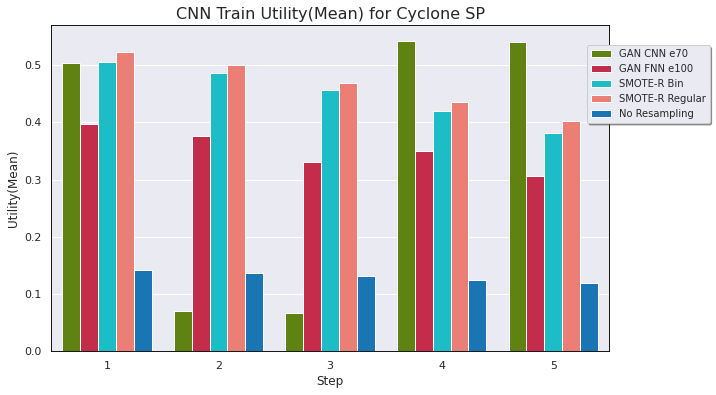 CNN Train Utility(Mean) for Cyclone SP
GAN CNN e70
GAN FNN e100
SMOTE-R Bin
SMOTE-R Regular
No Resampling
Utility(Mean)
0.5
0.4
0.3
0.2
0.1
0.0
1 2 3 4 5
Step